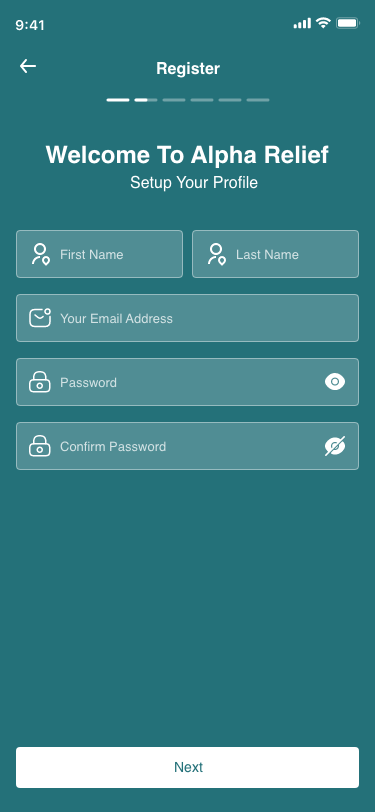 9:41
Register
Welcome To Alpha Relief
Setup Your Profile
First Name
Last Name
Your Email Address
Password
Confirm Password
Next